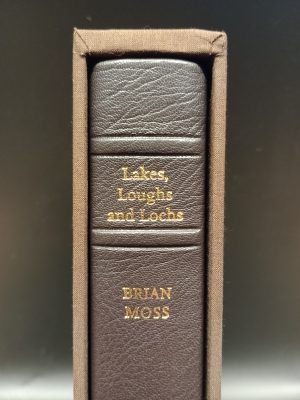 Lakes,
Loughs
and Lochs
BRIAN
MOSS